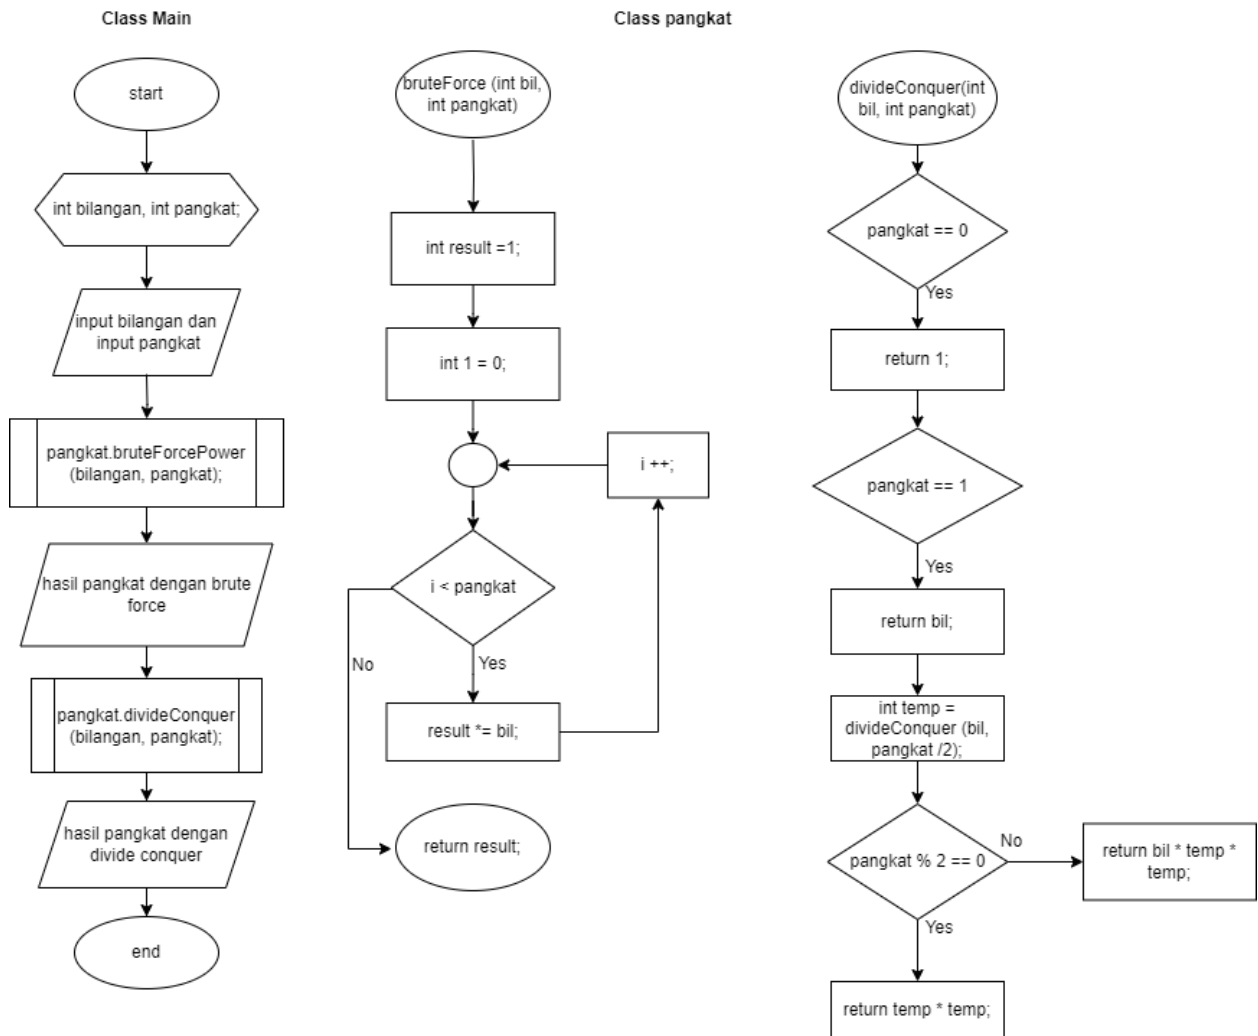 Class Main
start
int bilangan, int pangkat;
input bilangan dan
input pangkat
pangkat.bruteForcePower
(bilangan, pangkat);
hasil pangkat dengan brute
force
pangkat.divideConquer
(bilangan, pangkat);
hasil pangkat dengan
divide conquer
end
Class pangkat
bruteForce (int bil,
int pangkat)
int result =1;
int 1 = 0;
i ++;
i < pangkat
No
Yes
result *= bil;
return result;
divideConquer(int
bil, int pangkat)
pangkat == 0
Yes
return 1;
pangkat == 1
Yes
return bil;
int temp =
divideConquer (bil,
pangkat /2);
pangkat % 2 == 0
No
return bil * temp *
temp;
Yes
return temp * temp;